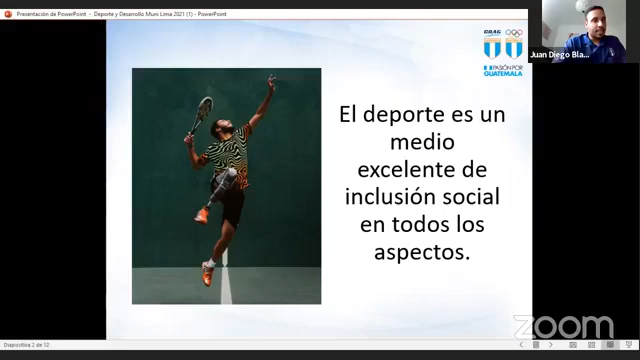 Presentación de PowerPoint - Deporte y Desarrollo Muni Lima 2021 (1) - PowerPoint
Juan Diego Bla...
PASIÓN POR
GUATEMALA
El deporte es un
medio
excelente de
inclusión social
en todos los
aspectos.
zoom
Diapositiva 2 de 12